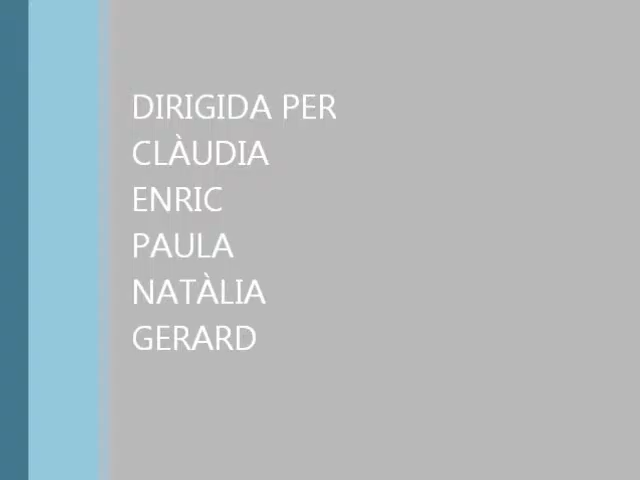 DIRIGIDA PER
CLÀUDIA
ENRIC
PAULA
NATÀLIA
GERARD